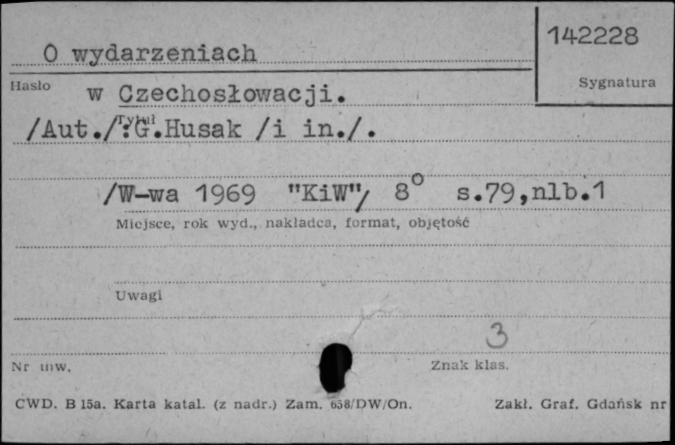 142228
O wydarzeniach
Hasło
Sygnatura
w Czechosłowacji.
Tytuł
/Aut./:G.Husak /i in./.
/W-wa 1969 "KiW"/ 8° s.79,nlb.1
Miejsce, rok wyd., nakładca, format, objętość
Uwagi
3
Nr inw.
Znak klas.
CWD. B 15a. Karta katal. (z nadr.) Zam. 658/DW/On. Zakł. Graf. Gdańsk nr